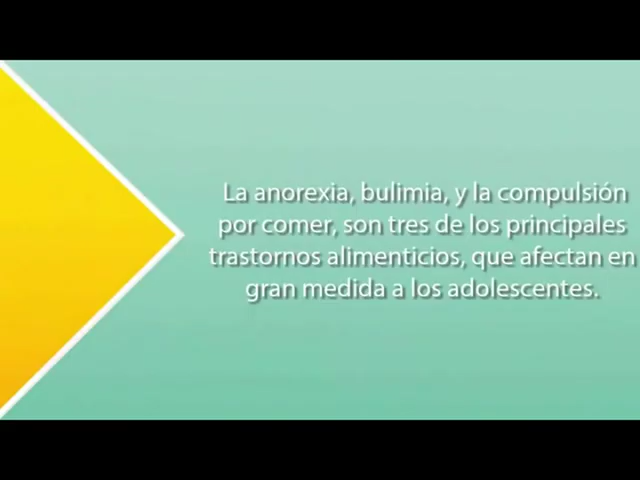 La anorexia, bulimia, y la compulsión
por comer, son tres de los principales
trastornos alimenticios, que afectan en
gran medida a los adolescentes.